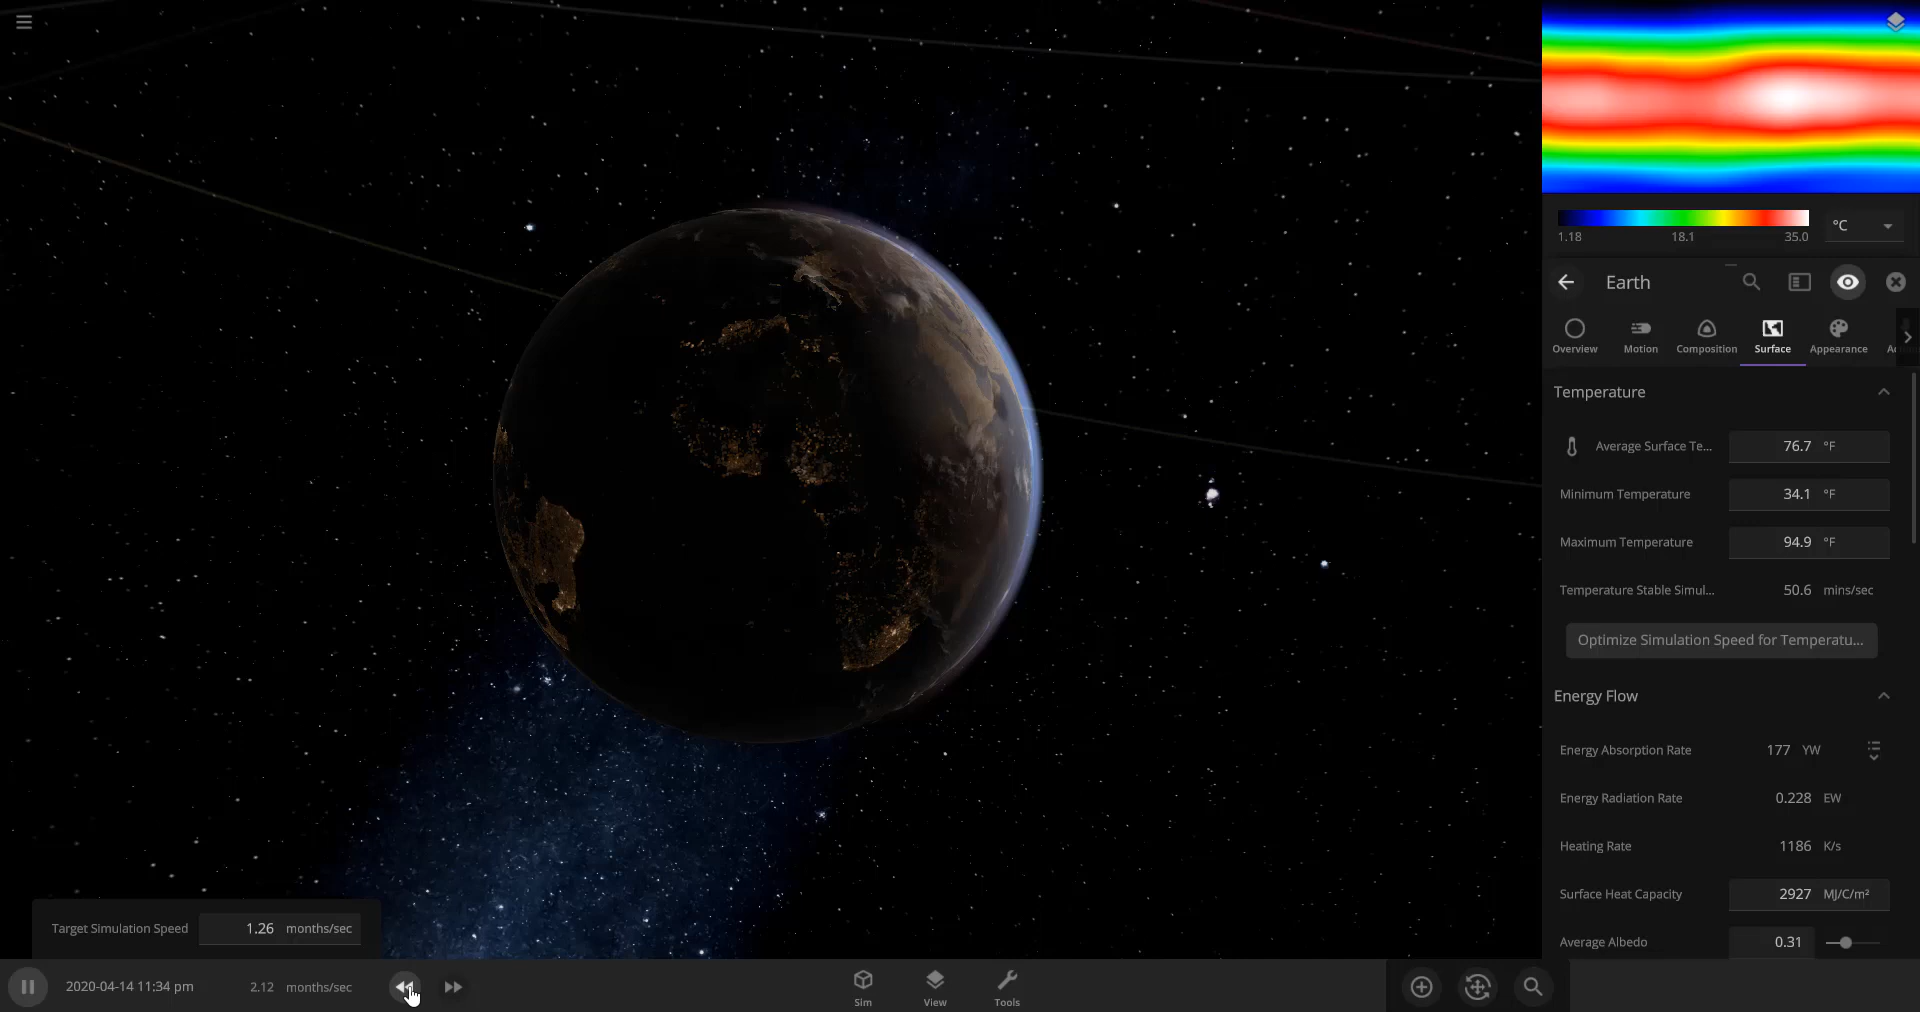 1.18 18.1 35.0 °C
Earth
Overview Motion Composition Surface Appearance
Temperature
Average Surface Te... 76.7 °F
Minimum Temperature 34.1 °F
Maximum Temperature 94.9 °F
Temperature Stable Simul... 50.6 mins/sec
Optimize Simulation Speed for Temperatu...
Energy Flow
Energy Absorption Rate 177 YW
Energy Radiation Rate 0.228 EW
Heating Rate 1186 K/s
Surface Heat Capacity 2927 MJ/C/m²
Average Albedo 0.31
Target Simulation Speed 1.26 months/sec
2020-04-14 11:34 pm 2.12 months/sec
Sim View Tools